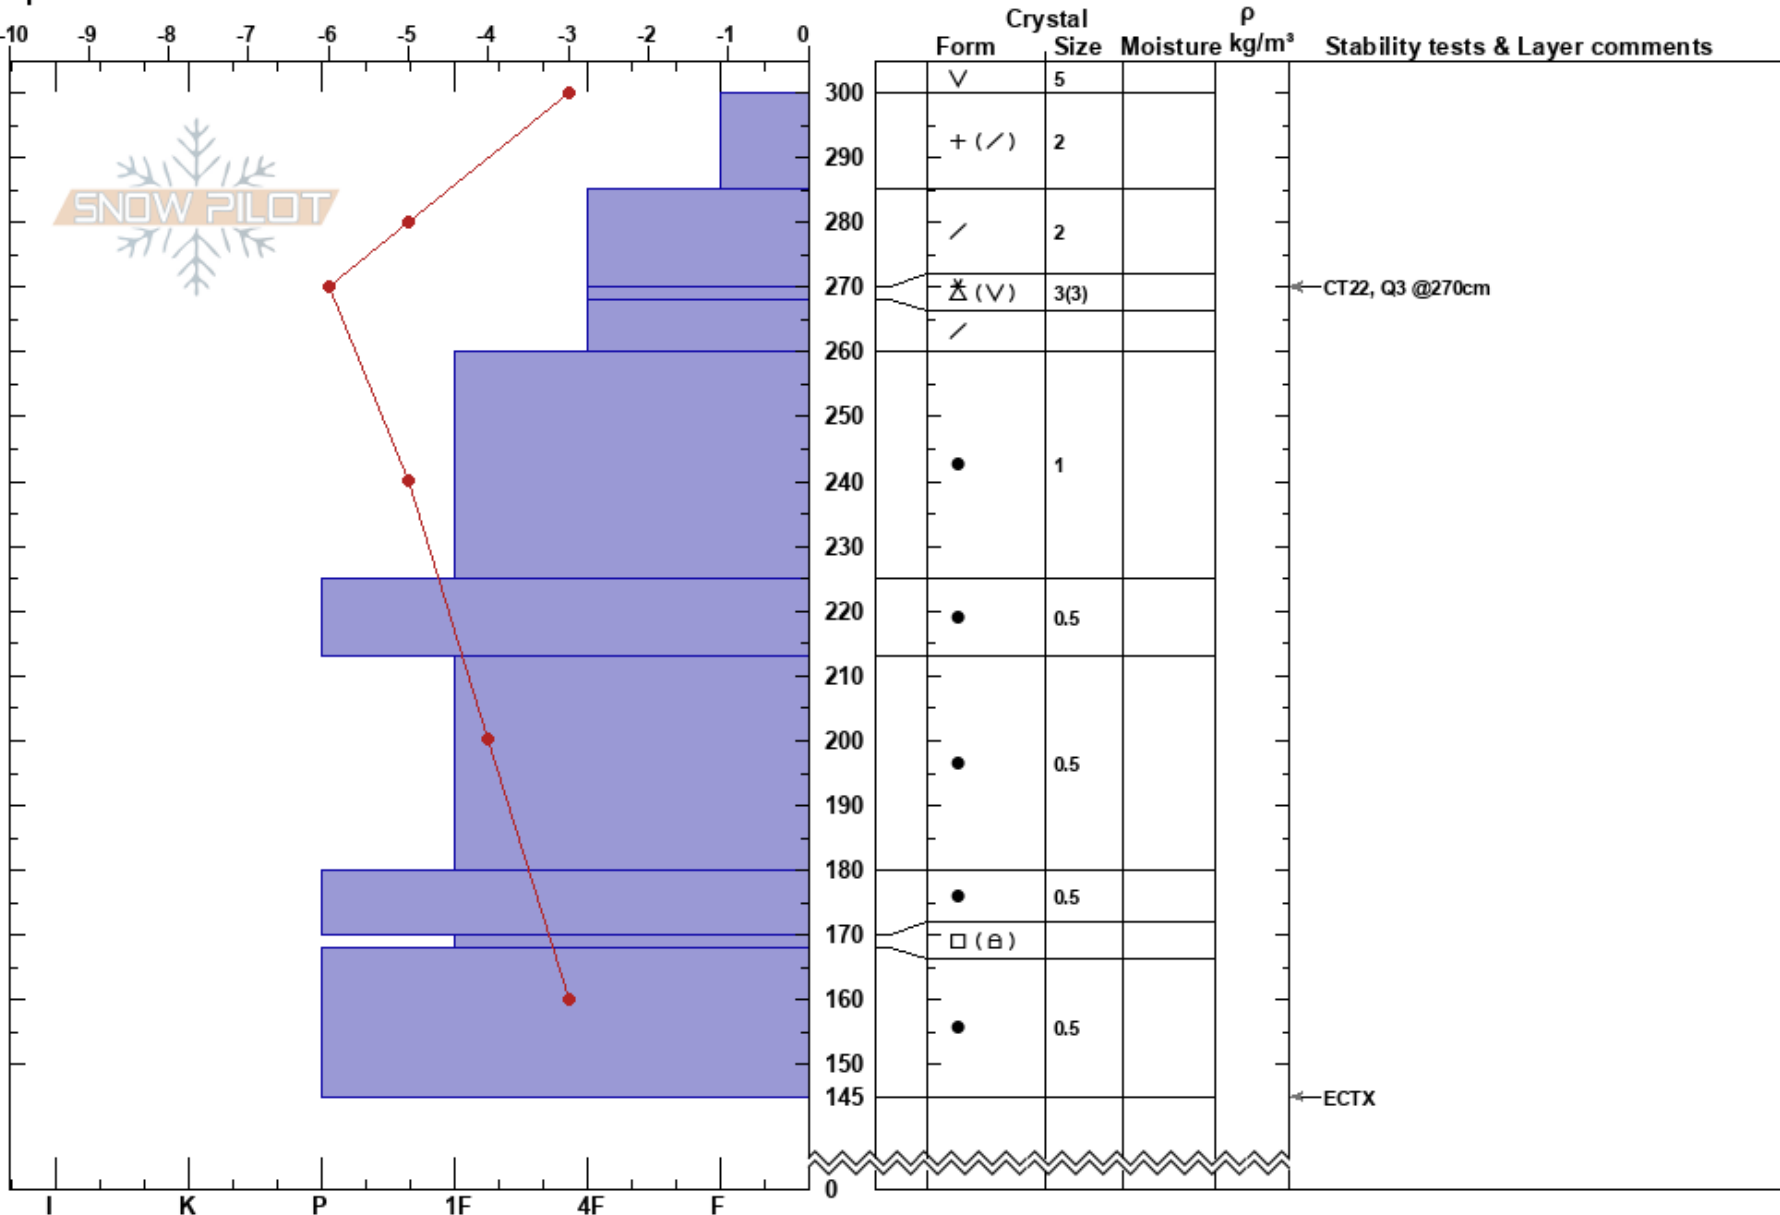 Crystal ρ
-10 -9 -8 -7 -6 -5 -4 -3 -2 -1 0 Form Size Moisture kg/m³ Stability tests & Layer comments
∨ 5
300
+ (∕) 2
290
SNOW PILOT
280 ∕ 2
270 (∨) 3(3) CT22, Q3 @270cm
∕
260
250
● 1
240
230
220 ● 0.5
210
200
● 0.5
190
180
● 0.5
170 □ ( )
160
● 0.5
150
145 ECTX
0
I K P 1F 4F F